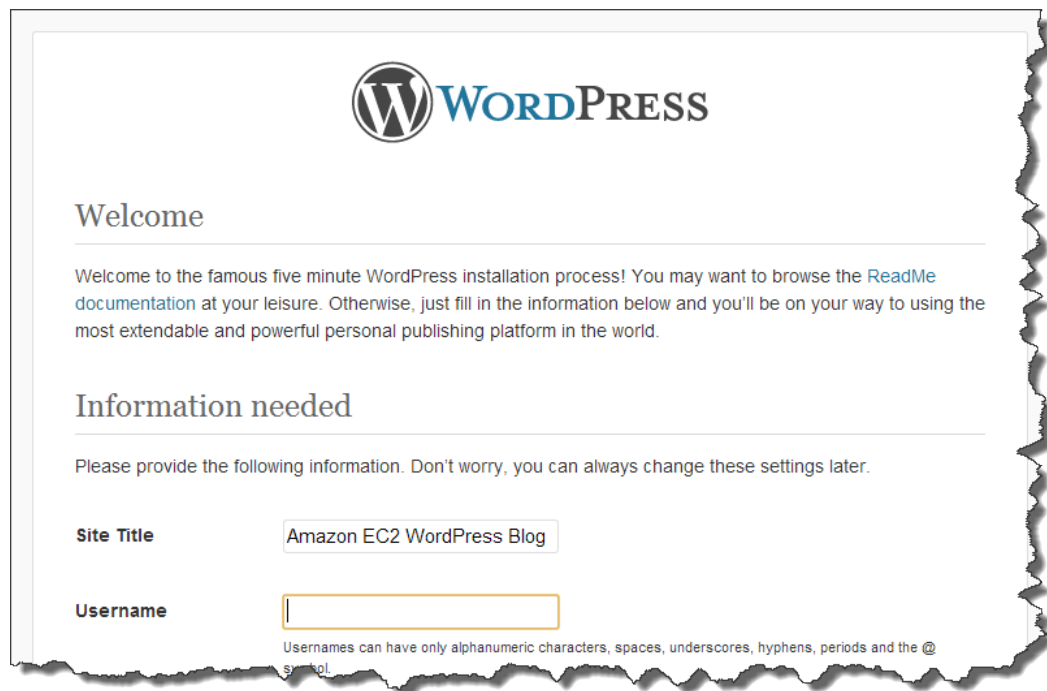 WORDPRESS
Welcome
Welcome to the famous five minute WordPress installation process! You may want to browse the ReadMe
documentation at your leisure. Otherwise, just fill in the information below and you'll be on your way to using the
most extendable and powerful personal publishing platform in the world.
Information needed
Please provide the following information. Don't worry, you can always change these settings later.
Site Title
Amazon EC2 WordPress Blog
Username
Usernames can have only alphanumeric characters, spaces, underscores, hyphens, periods and the @
symbol.